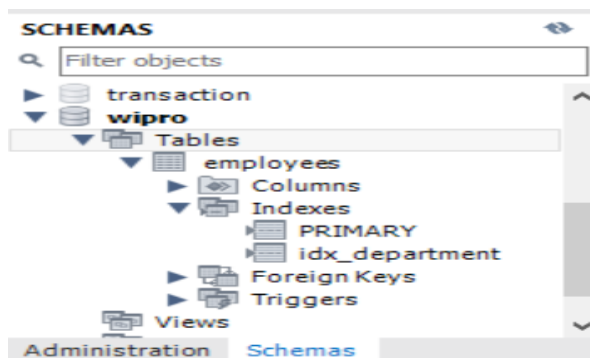 SCHEMAS
Filter objects
transaction
wipro
Tables
employees
Columns
Indexes
PRIMARY
idx_department
Foreign Keys
Triggers
Views
Administration Schemas